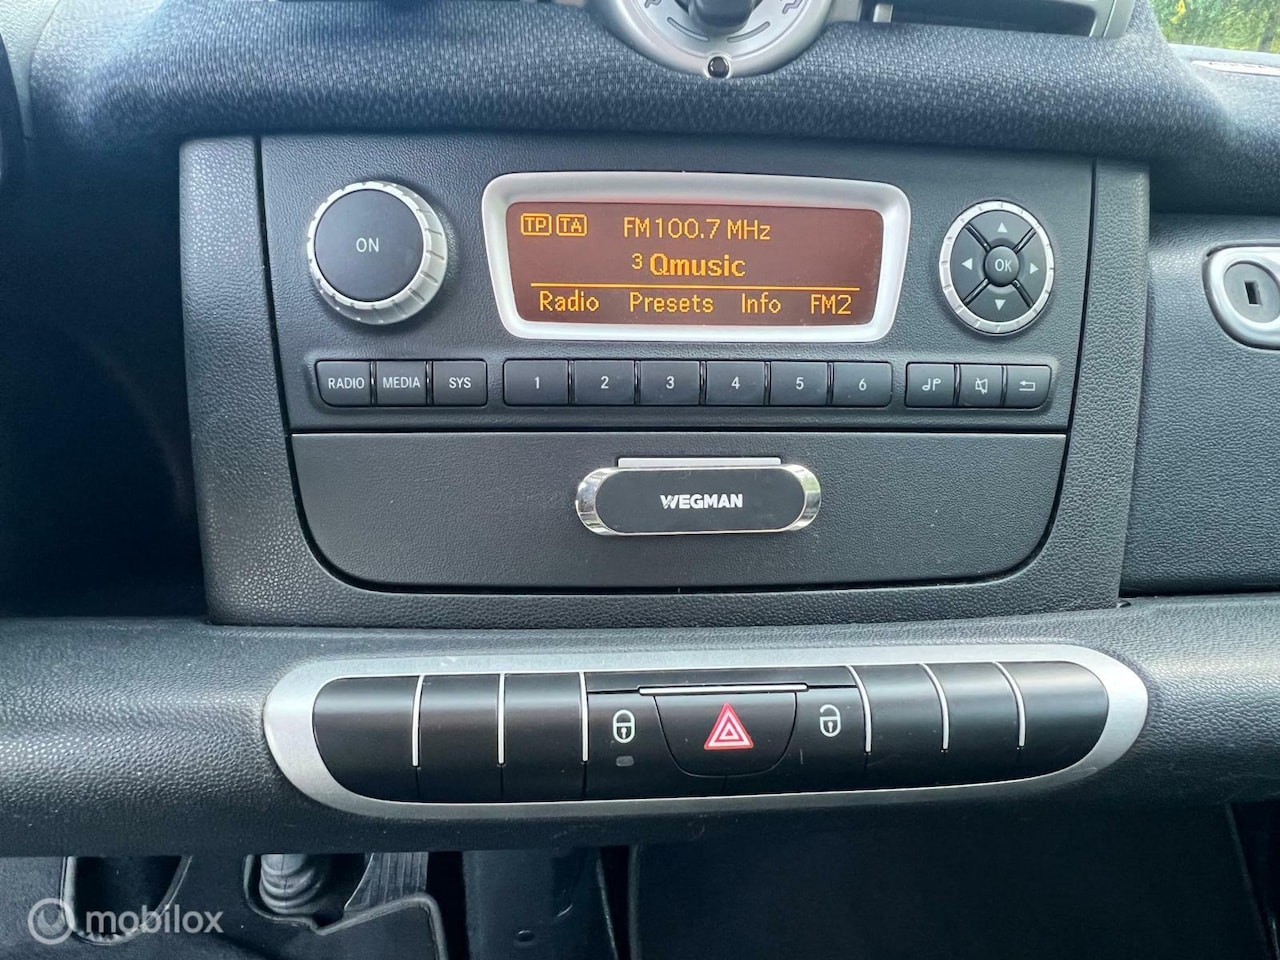 ON
TP TA FM100.7 MHz
3 Qmusic
Radio Presets Info FM2
OK
RADIO MEDIA SYS 1 2 3 4 5 6
WEGMAN
mobilox